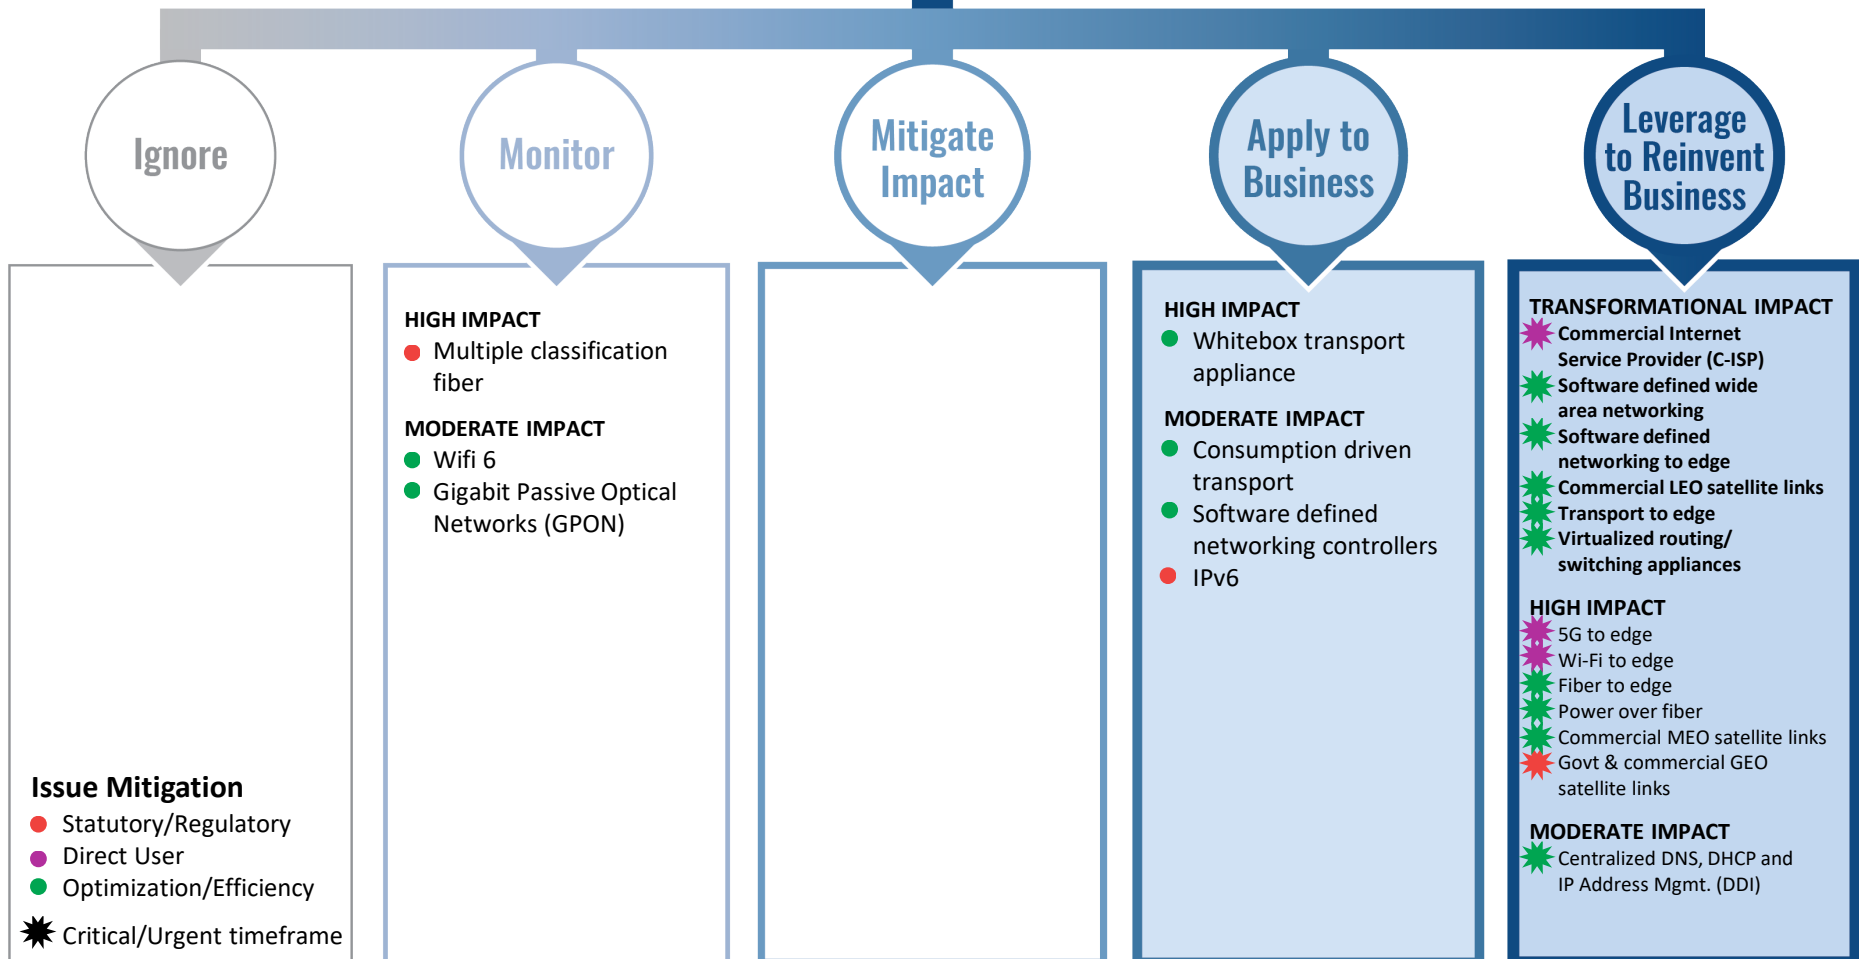 Ignore
Monitor
Mitigate
Impact
Apply to
Business
Leverage
to Reinvent
Business
Issue Mitigation
Statutory/Regulatory
Direct User
Optimization/Efficiency
Critical/Urgent timeframe
HIGH IMPACT
Multiple classification
fiber
MODERATE IMPACT
Wifi 6
Gigabit Passive Optical
Networks (GPON)
HIGH IMPACT
Whitebox transport
appliance
MODERATE IMPACT
Consumption driven
transport
Software defined
networking controllers
IPv6
TRANSFORMATIONAL IMPACT
Commercial Internet
Service Provider (C-ISP)
Software defined wide
area networking
Software defined
networking to edge
Commercial LEO satellite links
Transport to edge
Virtualized routing/
switching appliances
HIGH IMPACT
5G to edge
Wi-Fi to edge
Fiber to edge
Power over fiber
Commercial MEO satellite links
Govt & commercial GEO
satellite links
MODERATE IMPACT
Centralized DNS, DHCP and
IP Address Mgmt. (DDI)